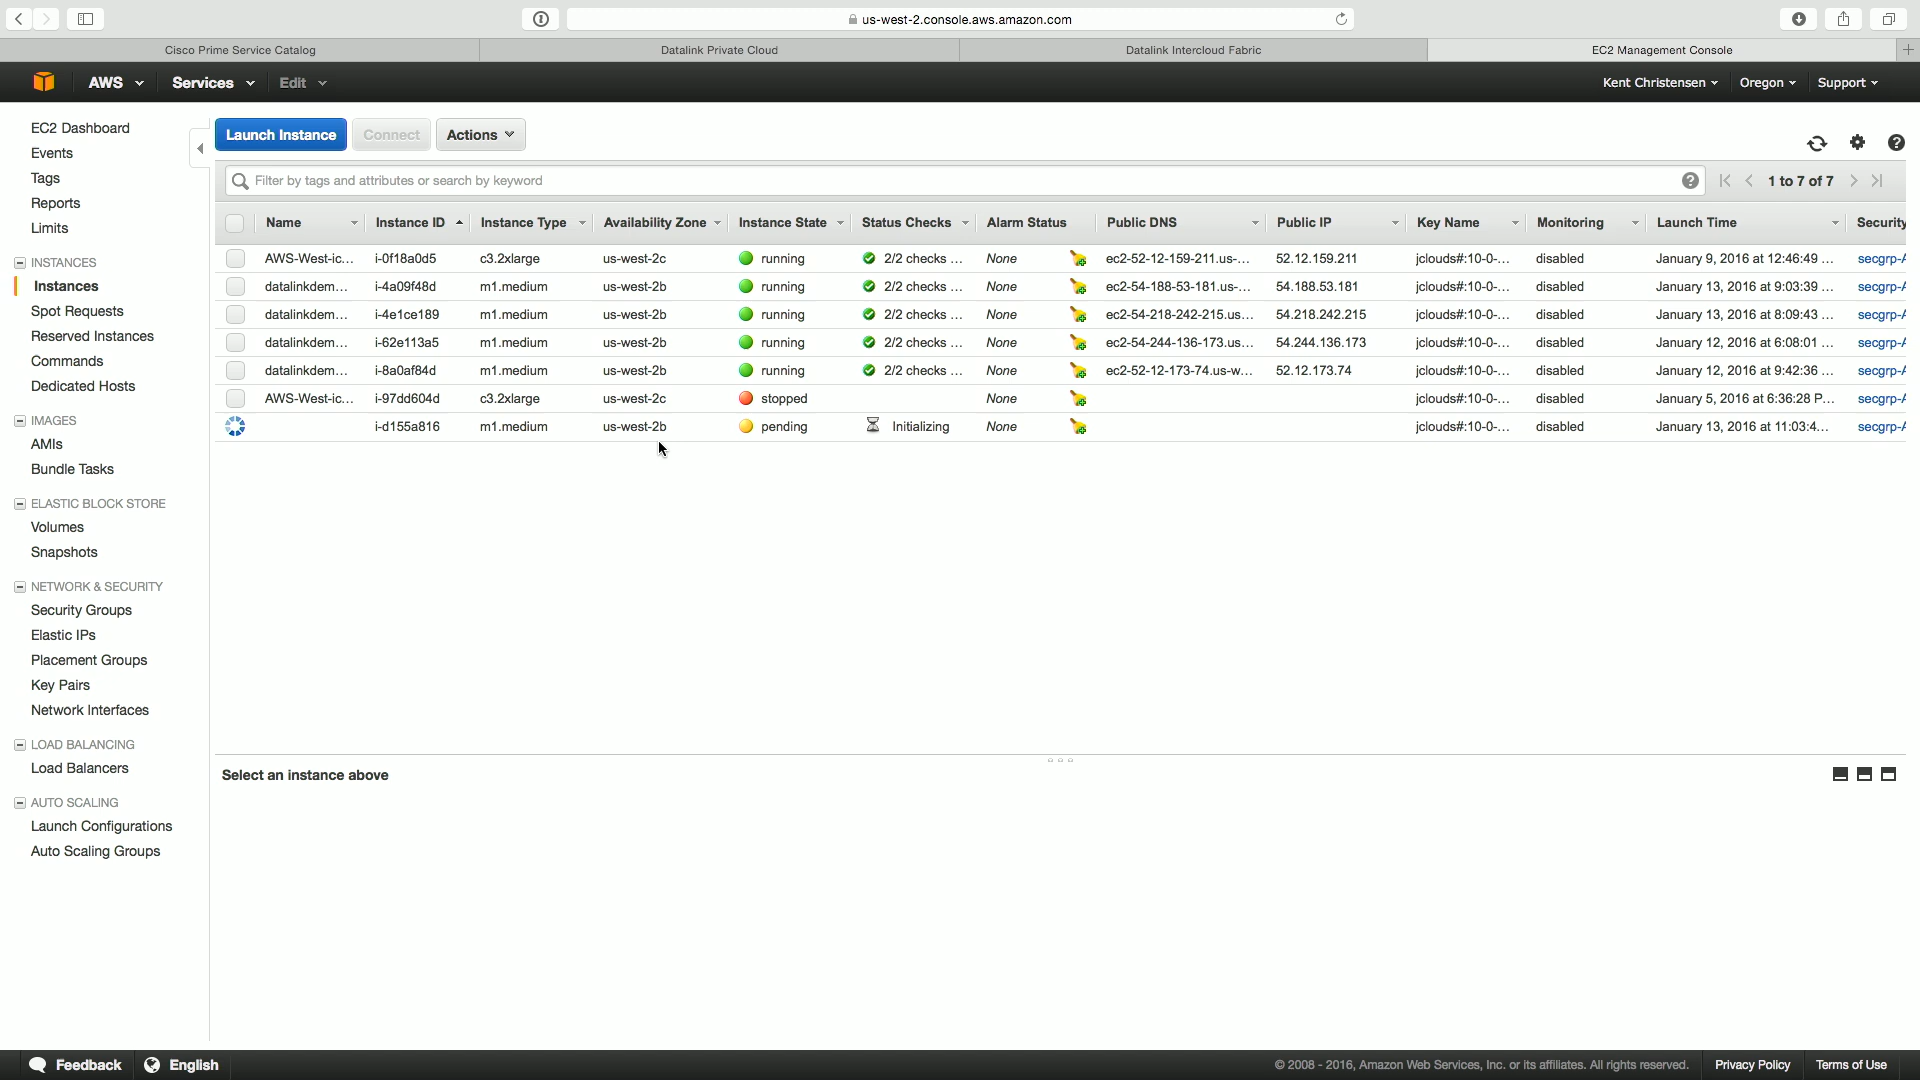 us-west-2.console.aws.amazon.com
Cisco Prime Service Catalog
Datalink Private Cloud
Datalink Intercloud Fabric
EC2 Management Console
AWS
Services
Edit
Kent Christensen
Oregon
Support
EC2 Dashboard
Events
Tags
Reports
Limits
INSTANCES
Instances
Spot Requests
Reserved Instances
Commands
Dedicated Hosts
IMAGES
AMIs
Bundle Tasks
ELASTIC BLOCK STORE
Volumes
Snapshots
NETWORK & SECURITY
Security Groups
Elastic IPs
Placement Groups
Key Pairs
Network Interfaces
LOAD BALANCING
Load Balancers
AUTO SCALING
Launch Configurations
Auto Scaling Groups
Launch Instance Connect Actions
Filter by tags and attributes or search by keyword
1 to 7 of 7
Name Instance ID Instance Type Availability Zone Instance State Status Checks Alarm Status Public DNS Public IP Key Name Monitoring Launch Time Security
AWS-West-ic... i-0f18a0d5 c3.2xlarge us-west-2c running 2/2 checks ... None ec2-52-12-159-211.us-... 52.12.159.211 jclouds#:10-0-... disabled January 9, 2016 at 12:46:49 ... secgrp-A
datalinkdem... i-4a09f48d m1.medium us-west-2b running 2/2 checks ... None ec2-54-188-53-181.us-... 54.188.53.181 jclouds#:10-0-... disabled January 13, 2016 at 9:03:39 ... secgrp-A
datalinkdem... i-4e1ce189 m1.medium us-west-2b running 2/2 checks ... None ec2-54-218-242-215.us... 54.218.242.215 jclouds#:10-0-... disabled January 13, 2016 at 8:09:43 ... secgrp-A
datalinkdem... i-62e113a5 m1.medium us-west-2b running 2/2 checks ... None ec2-54-244-136-173.us... 54.244.136.173 jclouds#:10-0-... disabled January 12, 2016 at 6:08:01 ... secgrp-A
datalinkdem... i-8a0af84d m1.medium us-west-2b running 2/2 checks ... None ec2-52-12-173-74.us-w... 52.12.173.74 jclouds#:10-0-... disabled January 12, 2016 at 9:42:36 ... secgrp-A
AWS-West-ic... i-97dd604d c3.2xlarge us-west-2c stopped None jclouds#:10-0-... disabled January 5, 2016 at 6:36:28 P... secgrp-A
i-d155a816 m1.medium us-west-2b pending Initializing None jclouds#:10-0-... disabled January 13, 2016 at 11:03:4... secgrp-A
Select an instance above
Feedback
English
© 2008 - 2016, Amazon Web Services, Inc. or its affiliates. All rights reserved.
Privacy Policy
Terms of Use